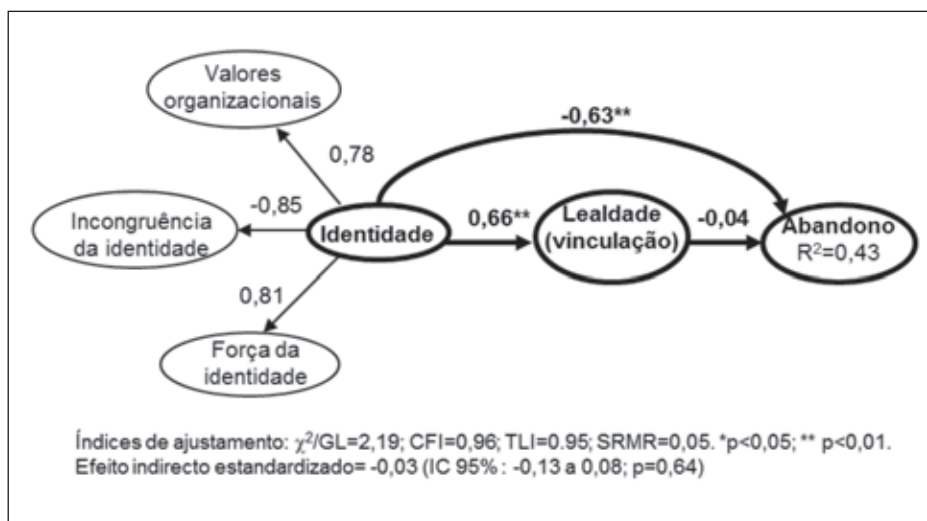 Valores
organizacionais
-0,63**
0,78
-0,85
Incongruência
da identidade
Identidade
0,66**
Lealdade
(vinculação)
-0,04
Abandono
R²=0,43
0,81
Força da
identidade
Índices de ajustamento: χ²/GL=2,19; CFI=0,96; TLI=0.95; SRMR=0,05. *p<0,05; ** p<0,01.
Efeito indirecto estandardizado= -0,03 (IC 95% : -0,13 a 0,08; p=0,64)